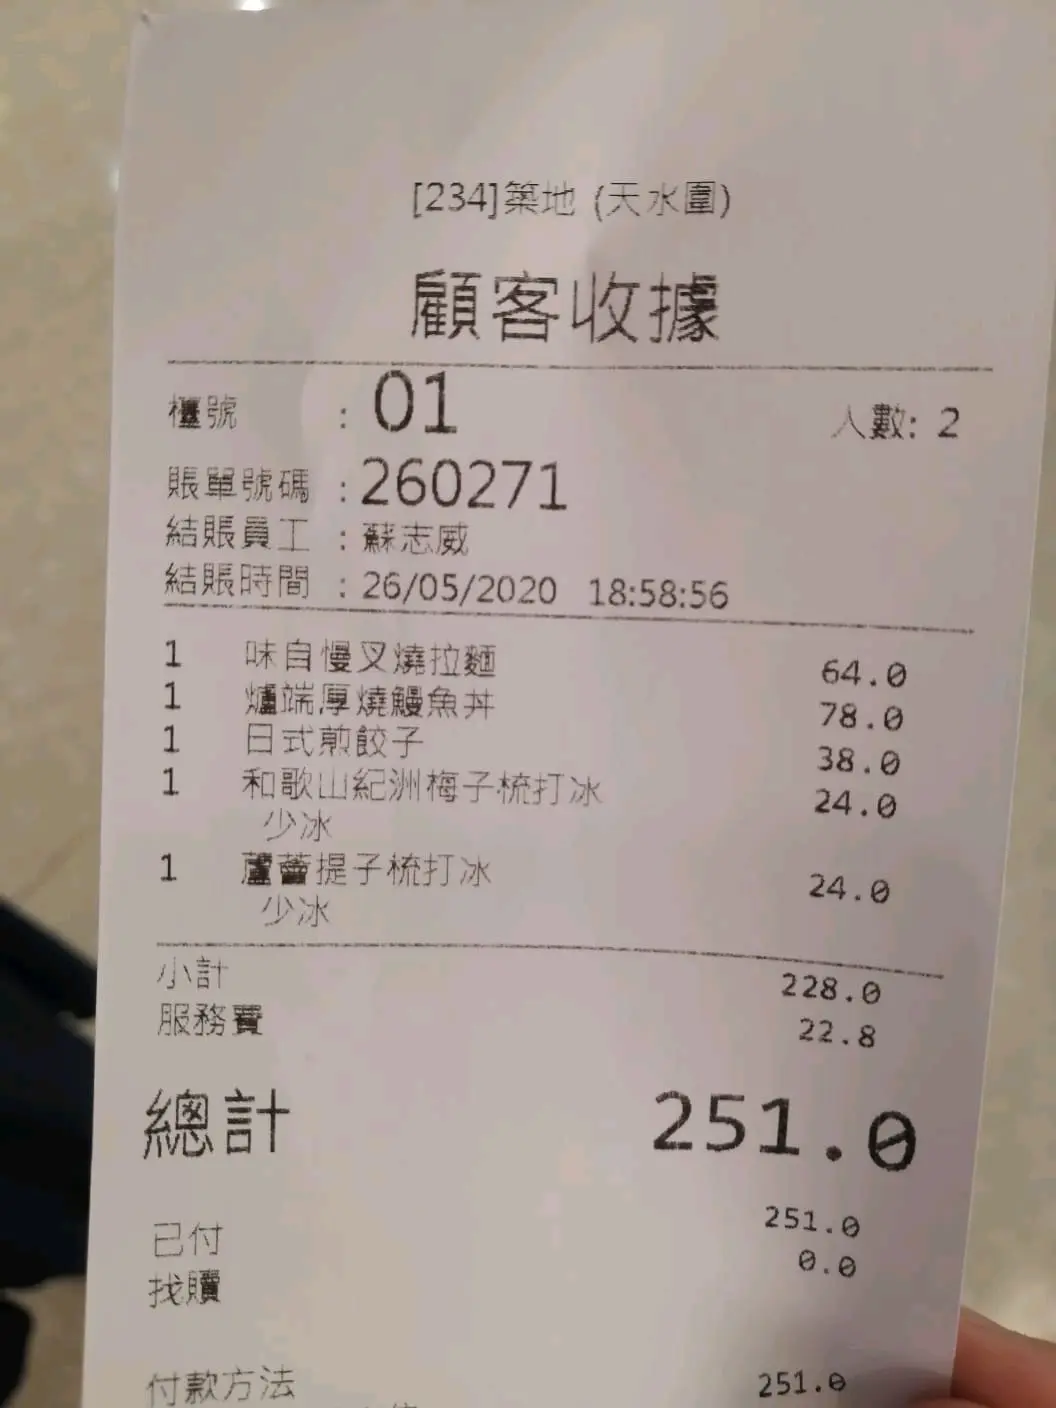 [234]築地 (天水圍)
顧客收據
檯號 : 01 人數: 2
賬單號碼 : 260271
結賬員工 : 蘇志威
結賬時間 : 26/05/2020 18:58:56
1 味自慢叉燒拉麵 64.0
1 爐端厚燒鰻魚丼 78.0
1 日式煎餃子 38.0
1 和歌山紀洲梅子梳打冰 24.0
少冰
1 蘆薈提子梳打冰 24.0
少冰
小計 228.0
服務費 22.8
總計 251.0
已付 251.0
找贖 0.0
付款方法 251.0